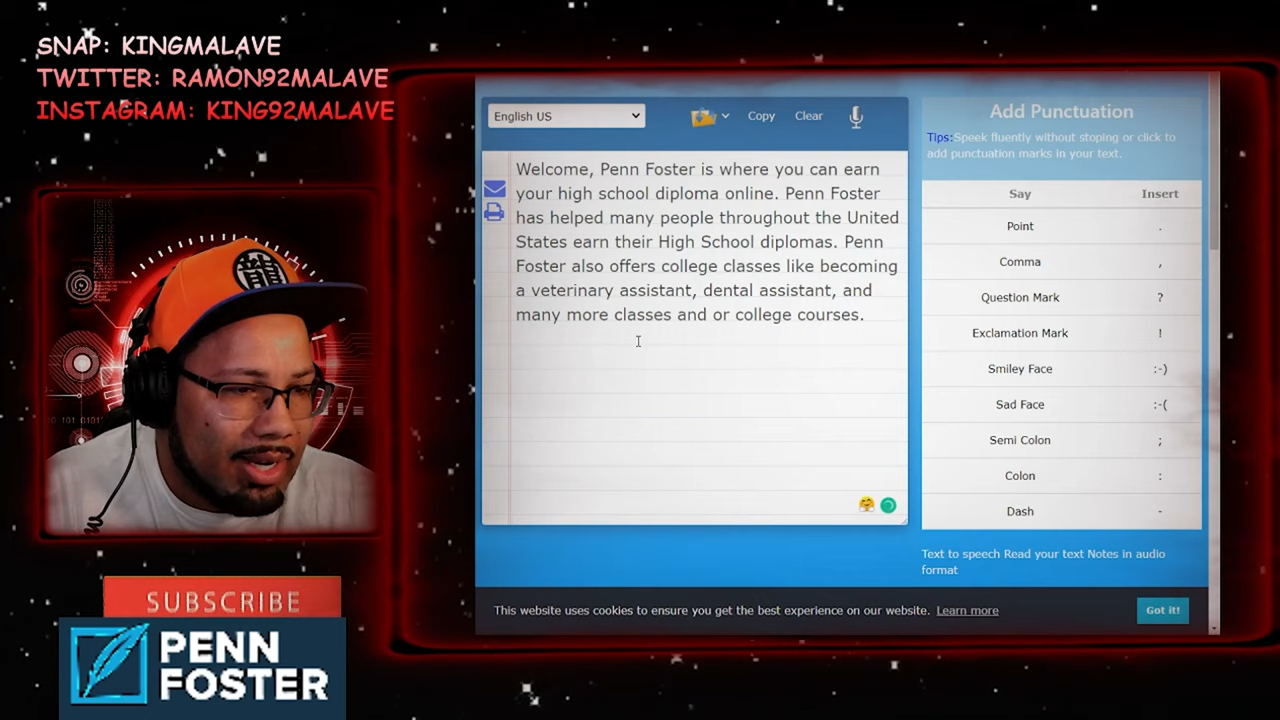 SNAP: KINGMALAVE
TWITTER: RAMON92MALAVE
INSTAGRAM: KING92MALAVE
龍
SUBSCRIBE
PENN
FOSTER
English US
Copy
Clear
Welcome, Penn Foster is where you can earn
your high school diploma online. Penn Foster
has helped many people throughout the United
States earn their High School diplomas. Penn
Foster also offers college classes like becoming
a veterinary assistant, dental assistant, and
many more classes and or college courses.
Add Punctuation
Tips:Speek fluently without stoping or click to
add punctuation marks in your text.
Say Insert
Point .
Comma ,
Question Mark ?
Exclamation Mark !
Smiley Face :-)
Sad Face :-(
Semi Colon ;
Colon :
Dash -
Text to speech Read your text Notes in audio
format
This website uses cookies to ensure you get the best experience on our website. Learn more
Got it!